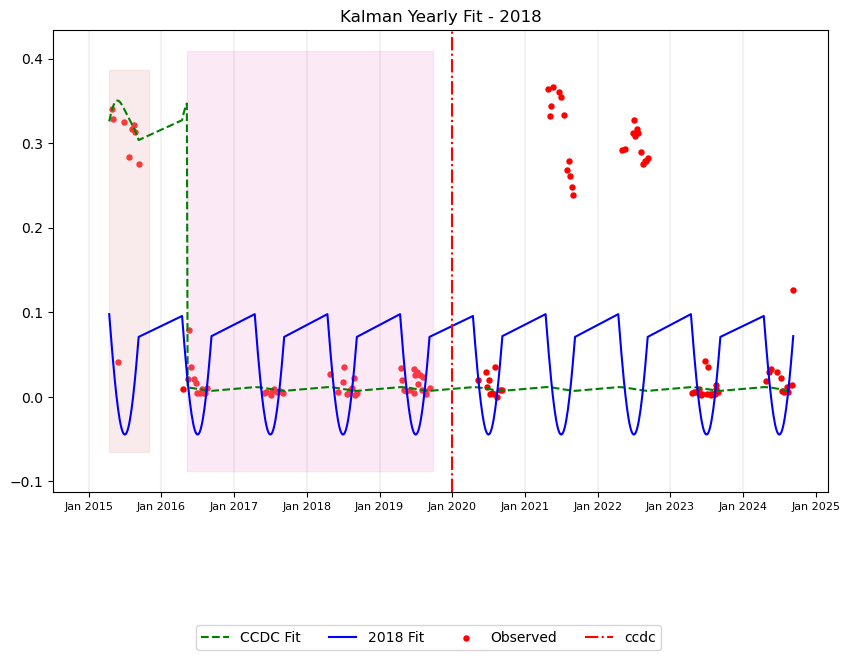 Kalman Yearly Fit - 2018
0.4
0.3
0.2
0.1
0.0
−0.1
Jan 2015 Jan 2016 Jan 2017 Jan 2018 Jan 2019 Jan 2020 Jan 2021 Jan 2022 Jan 2023 Jan 2024 Jan 2025
CCDC Fit 2018 Fit Observed ccdc